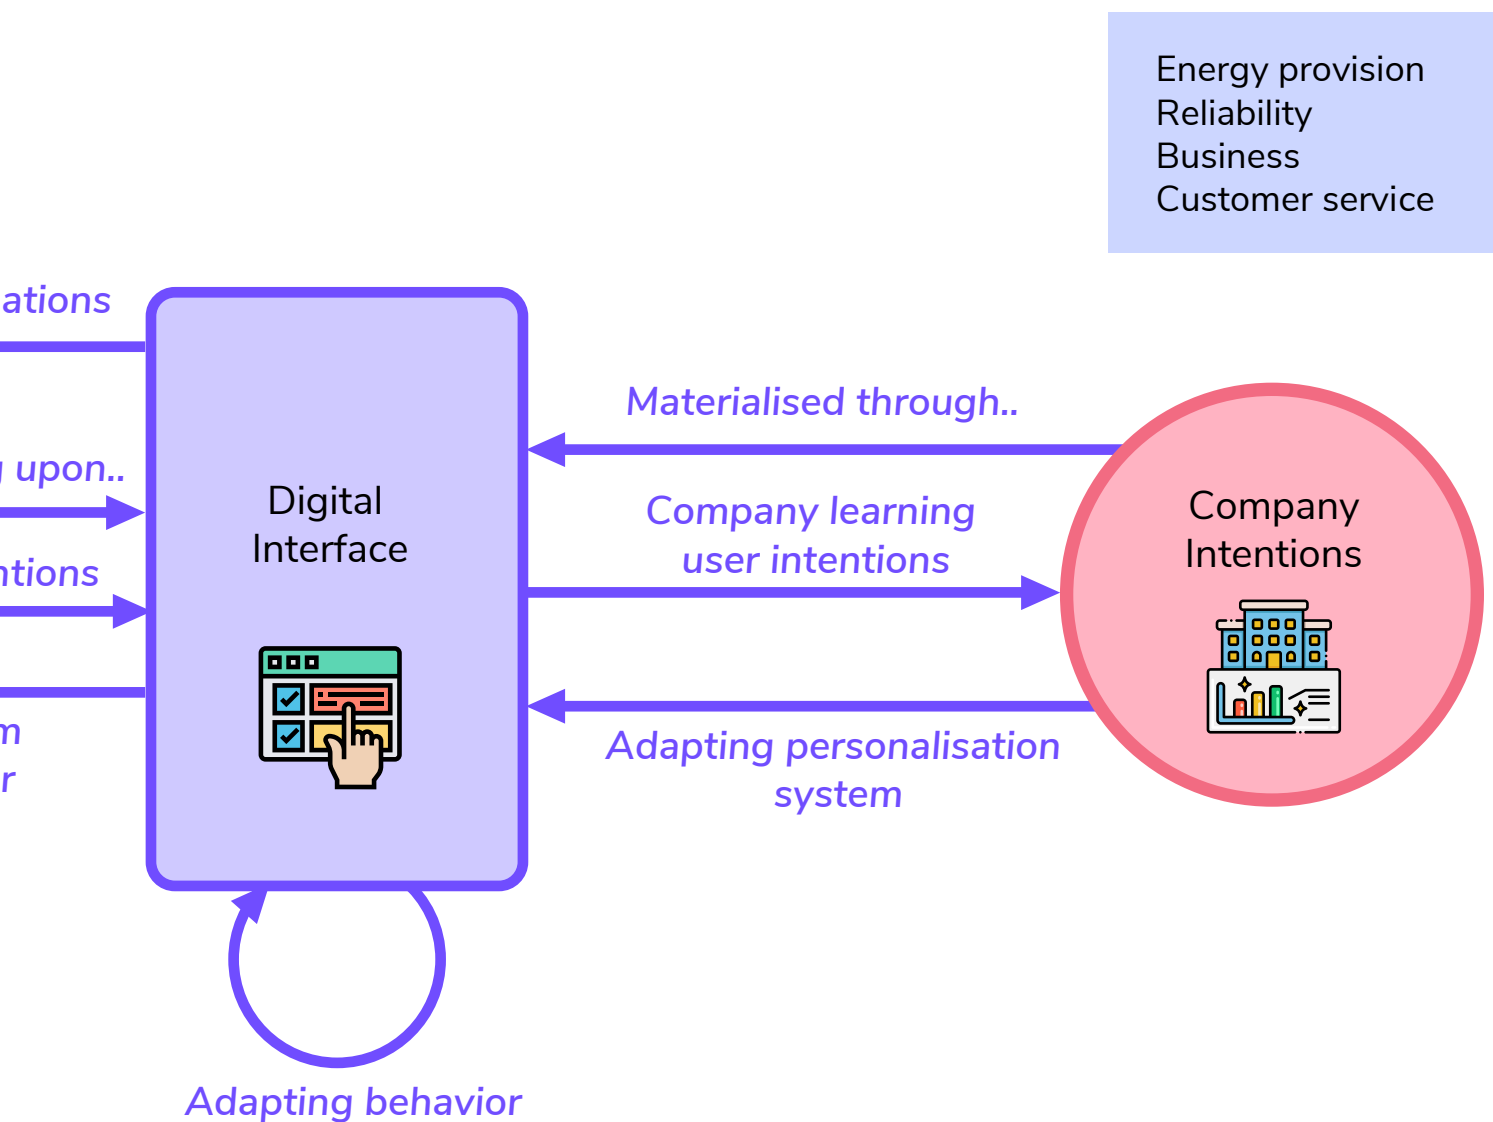 Energy provision
Reliability
Business
Customer service
ations
Materialised through..
upon..
Digital
Interface
Company learning
user intentions
Company
Intentions
ntions
m
r
Adapting personalisation
system
Adapting behavior